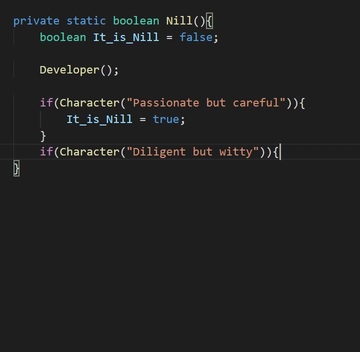 private static boolean Nill(){
boolean It_is_Nill = false;
Developer();
if(Character("Passionate but careful")){
It_is_Nill = true;
}
if(Character("Diligent but witty")){
}